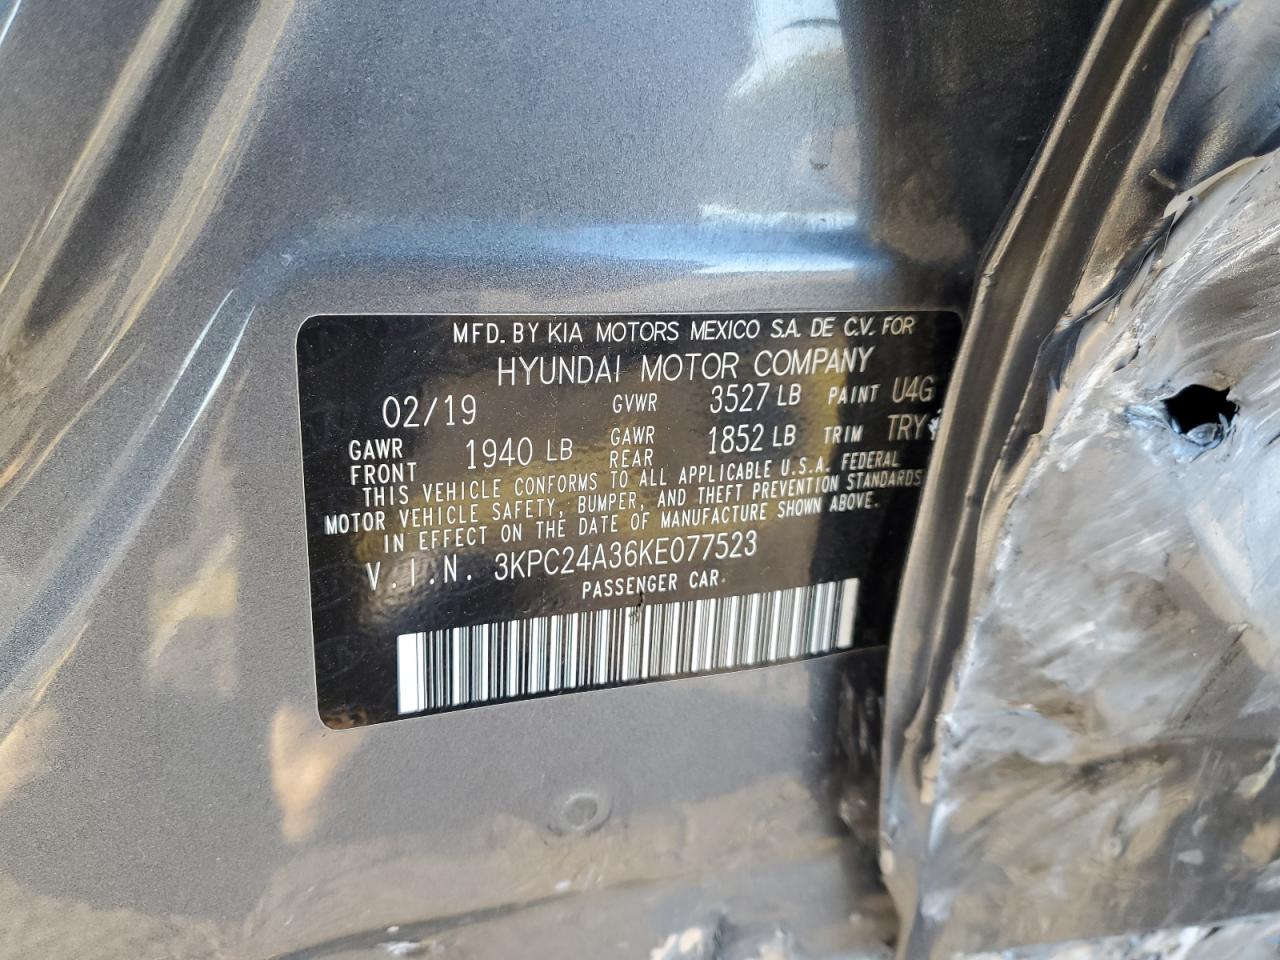 MFD. BY KIA MOTORS MEXICO S.A. DE C.V. FOR
HYUNDAI MOTOR COMPANY
02/19 GVWR 3527 LB PAINT U4G
GAWR FRONT 1940 LB GAWR REAR 1852 LB TRIM TRY
THIS VEHICLE CONFORMS TO ALL APPLICABLE U.S.A. FEDERAL
MOTOR VEHICLE SAFETY, BUMPER, AND THEFT PREVENTION STANDARDS
IN EFFECT ON THE DATE OF MANUFACTURE SHOWN ABOVE.
V.I.N. 3KPC24A36KE077523
PASSENGER CAR